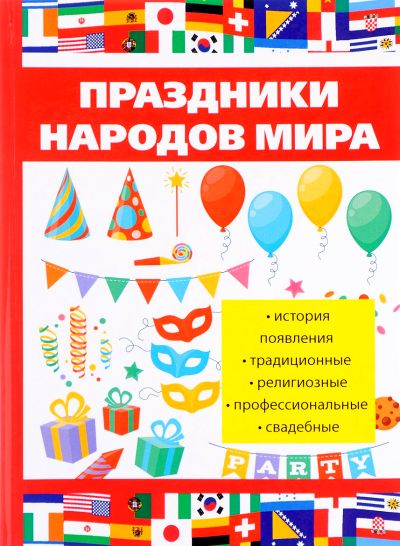 ПРАЗДНИКИ
НАРОДОВ МИРА
• история
появления
• традиционные
• религиозные
• профессиональные
• свадебные
PARTY